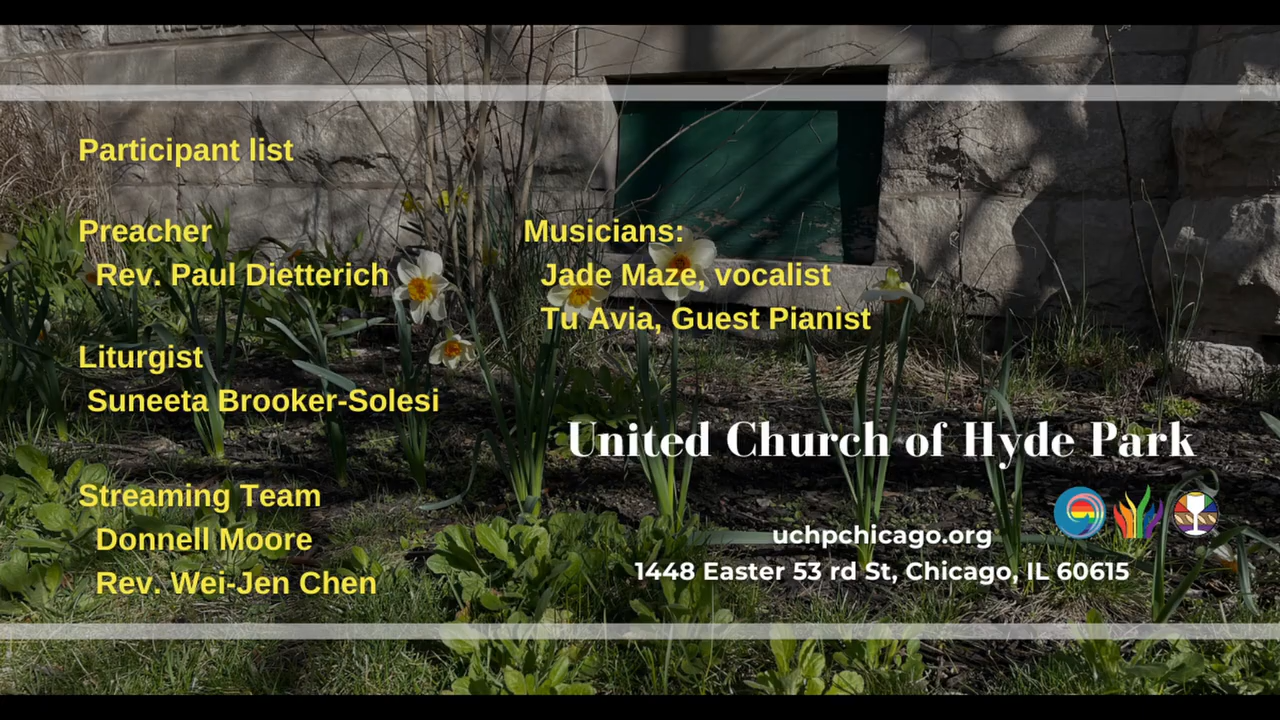 Participant list
Preacher
Rev. Paul Dietterich
Liturgist
Suneeta Brooker-Solesi
Streaming Team
Donnell Moore
Rev. Wei-Jen Chen
Musicians:
Jade Maze, vocalist
Tu Avia, Guest Pianist
United Church of Hyde Park
uchpchicago.org
1448 Easter 53 rd St, Chicago, IL 60615